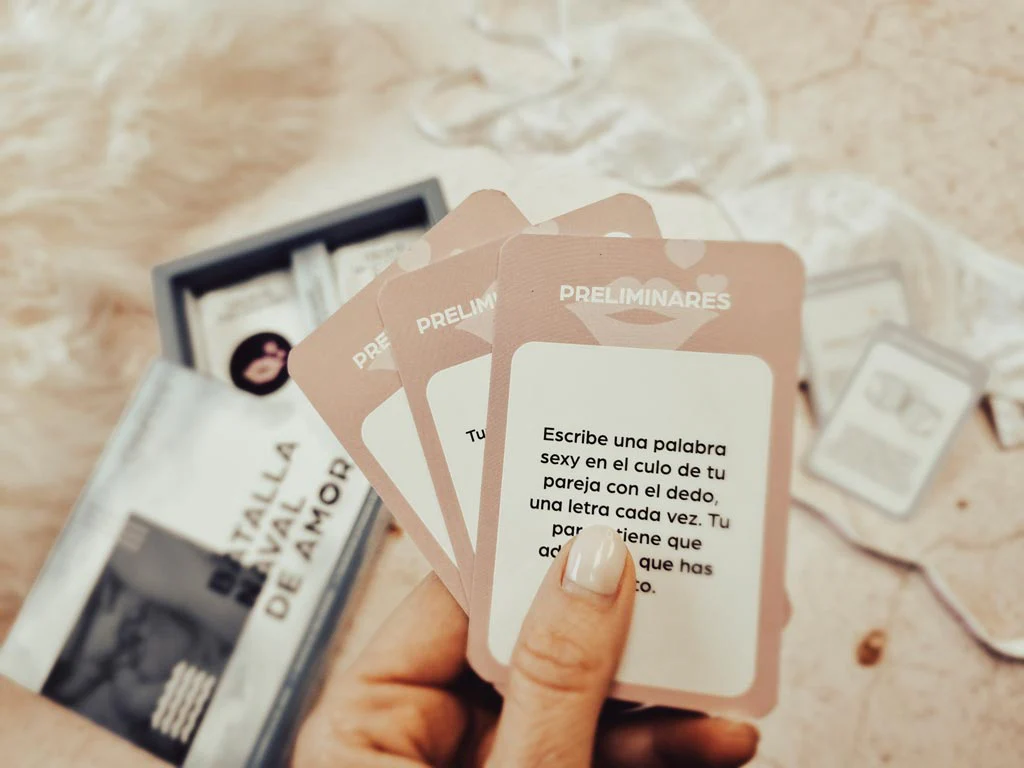 PRELIMINARES
Escribe una palabra
sexy en el culo de tu
pareja con el dedo,
una letra cada vez. Tu
tiene que
que has
PRELIM
Tu
PRE
BATALLA
NAVAL
DE AMOR